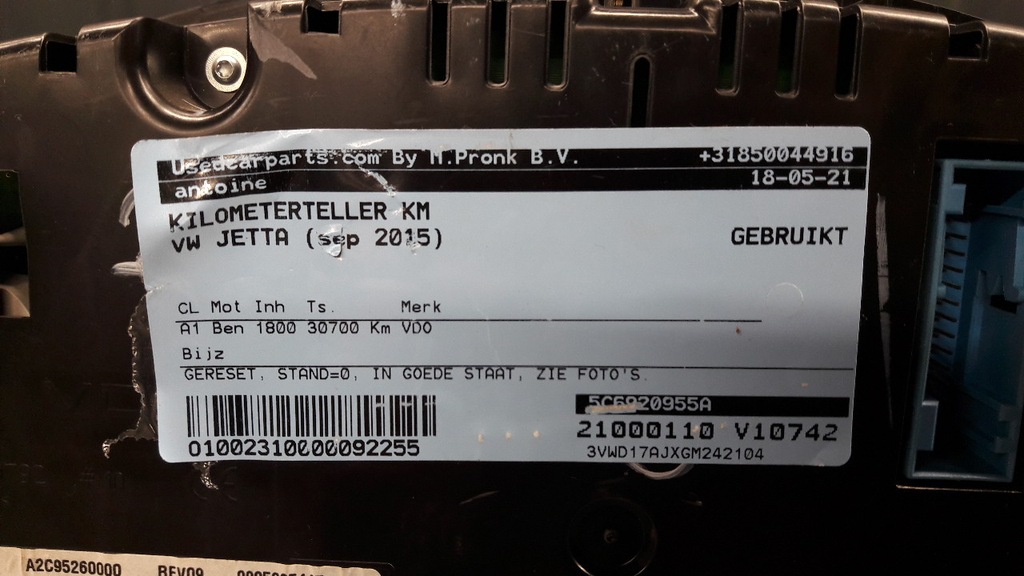 Usedcarparts.com By M.Pronk B.V. +31850044916
antoine 18-05-21
KILOMETERTELLER KM
VW JETTA (sep 2015) GEBRUIKT
CL Mot Inh Ts. Merk
A1 Ben 1800 30700 Km VDO
Bijz
GERESET, STAND=0, IN GOEDE STAAT, ZIE FOTO'S.
5C6920955A
21000110 V10742
01002310000092255
3VWD17AJXGM242104
A2C95260000 REV09